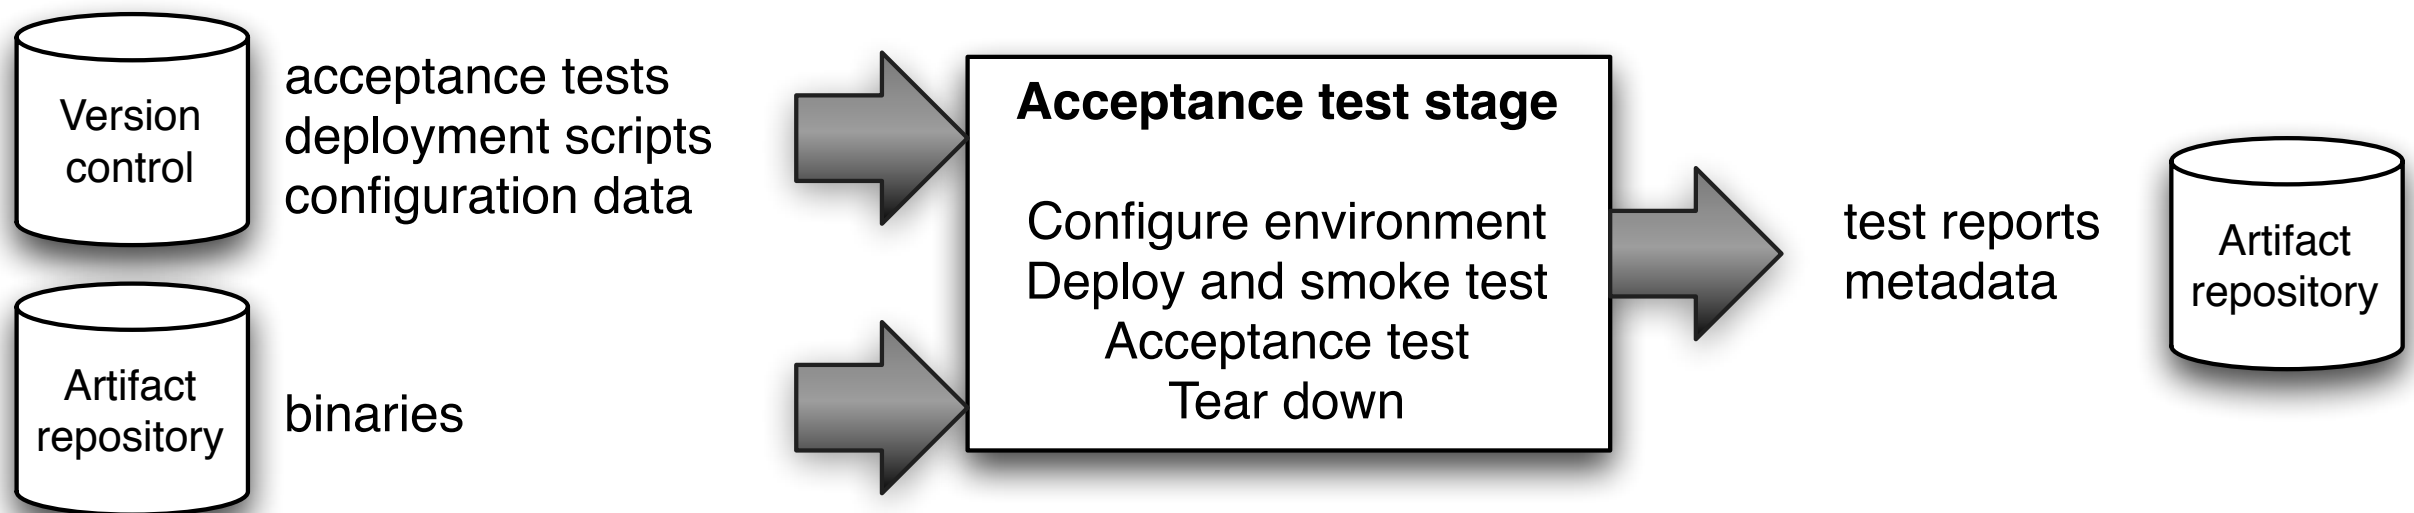 Version
control
acceptance tests
deployment scripts
configuration data
Artifact
repository
binaries
Acceptance test stage
Configure environment
Deploy and smoke test
Acceptance test
Tear down
test reports
metadata
Artifact
repository